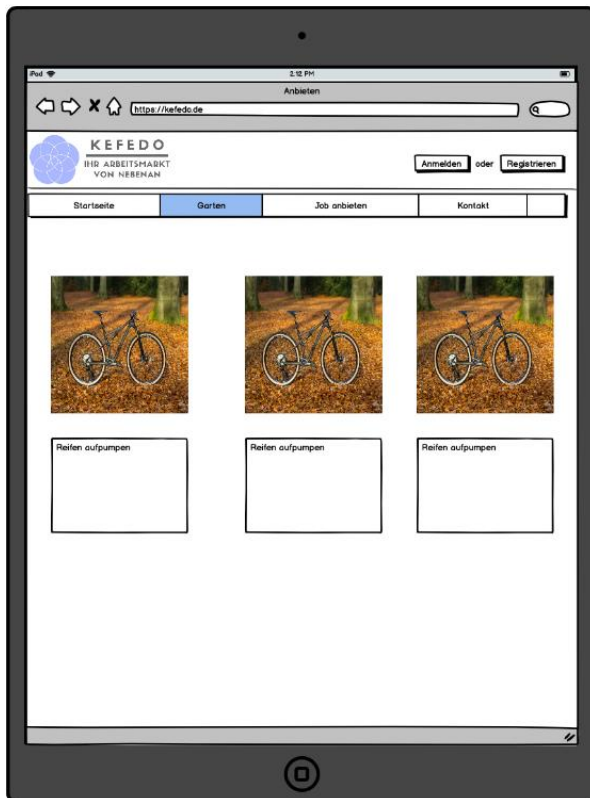 iPod 2:12 PM
Anbieten
https://kefedo.de
KEFEDO
IHR ARBEITSMARKT
VON NEBENAN
Anmelden oder Registrieren
Startseite Garten Job anbieten Kontakt
Reifen aufpumpen Reifen aufpumpen Reifen aufpumpen